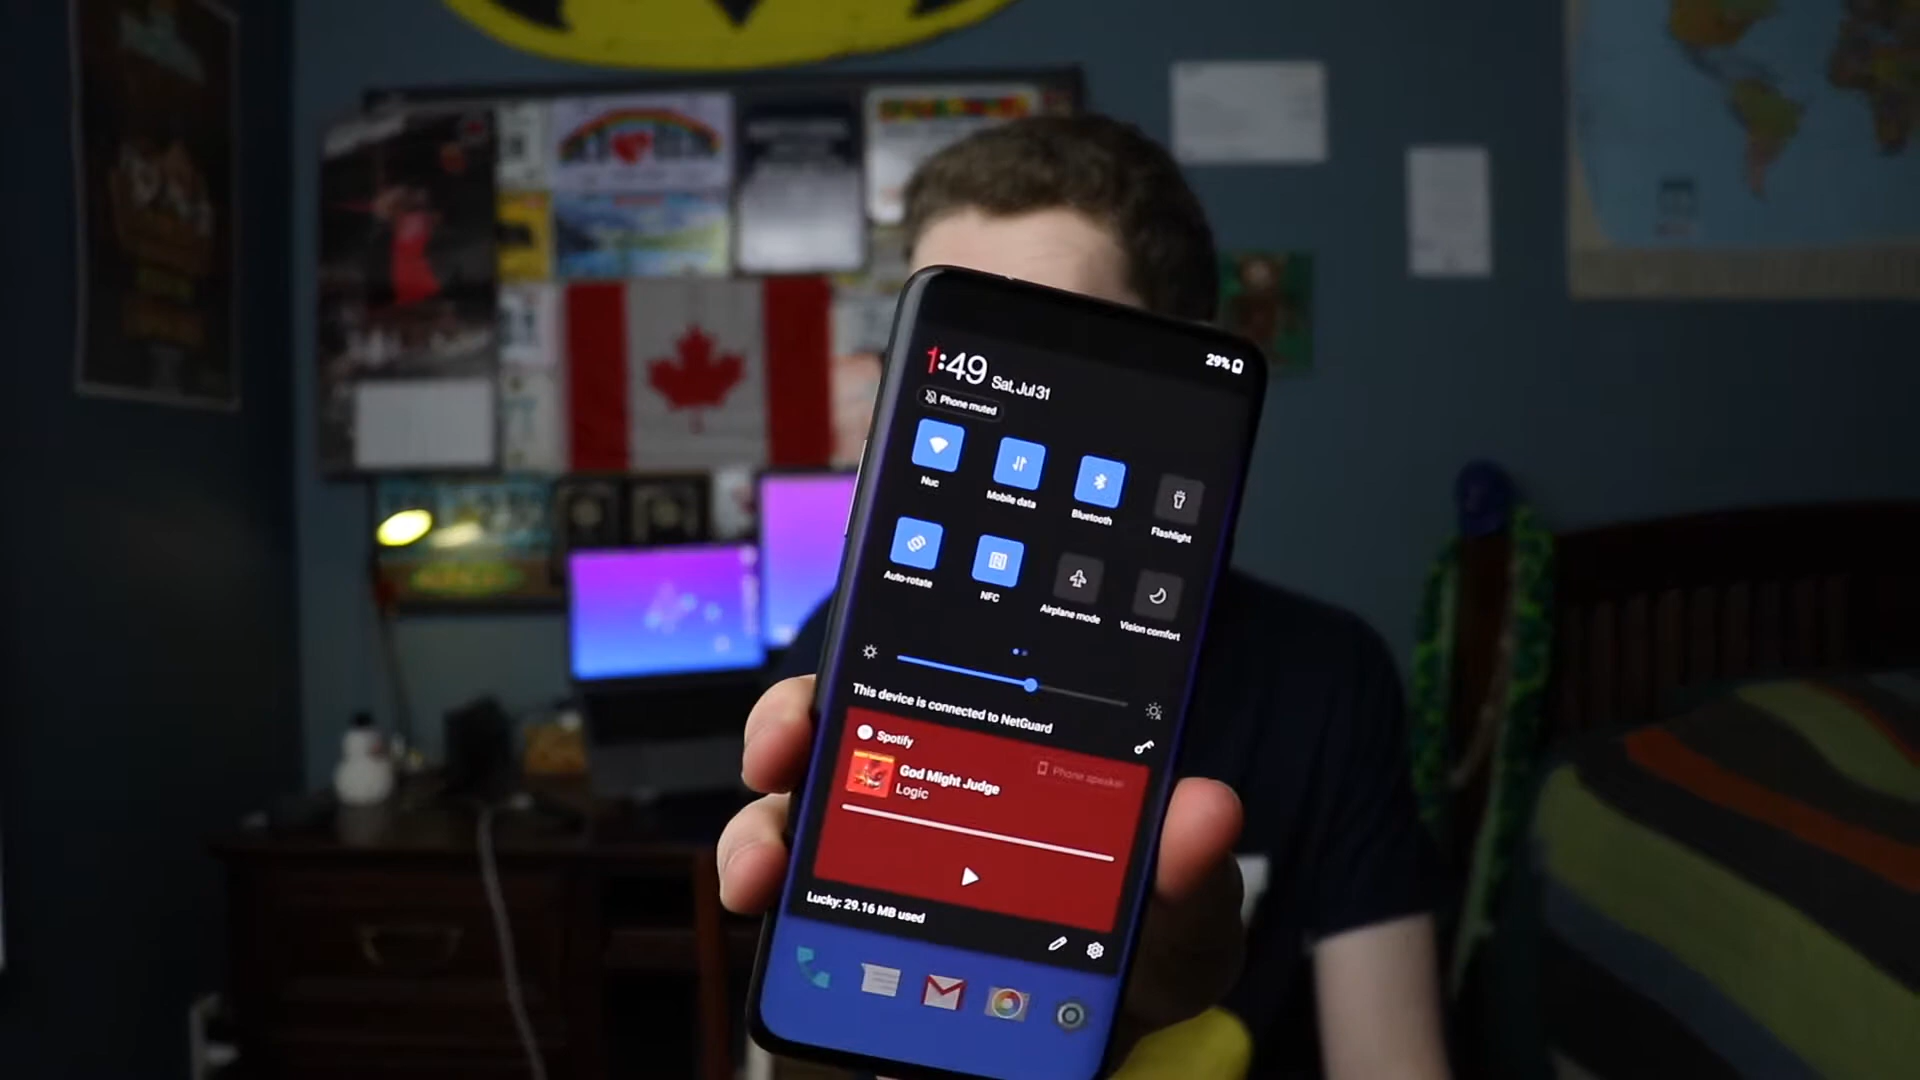 1:49 Sat, Jul 31
29%
Phone muted
Nuc
Mobile data
Bluetooth
Flashlight
Auto-rotate
NFC
Airplane mode
Vision comfort
This device is connected to NetGuard
Spotify
Phone speaker
God Might Judge
Logic
Lucky: 29.16 MB used